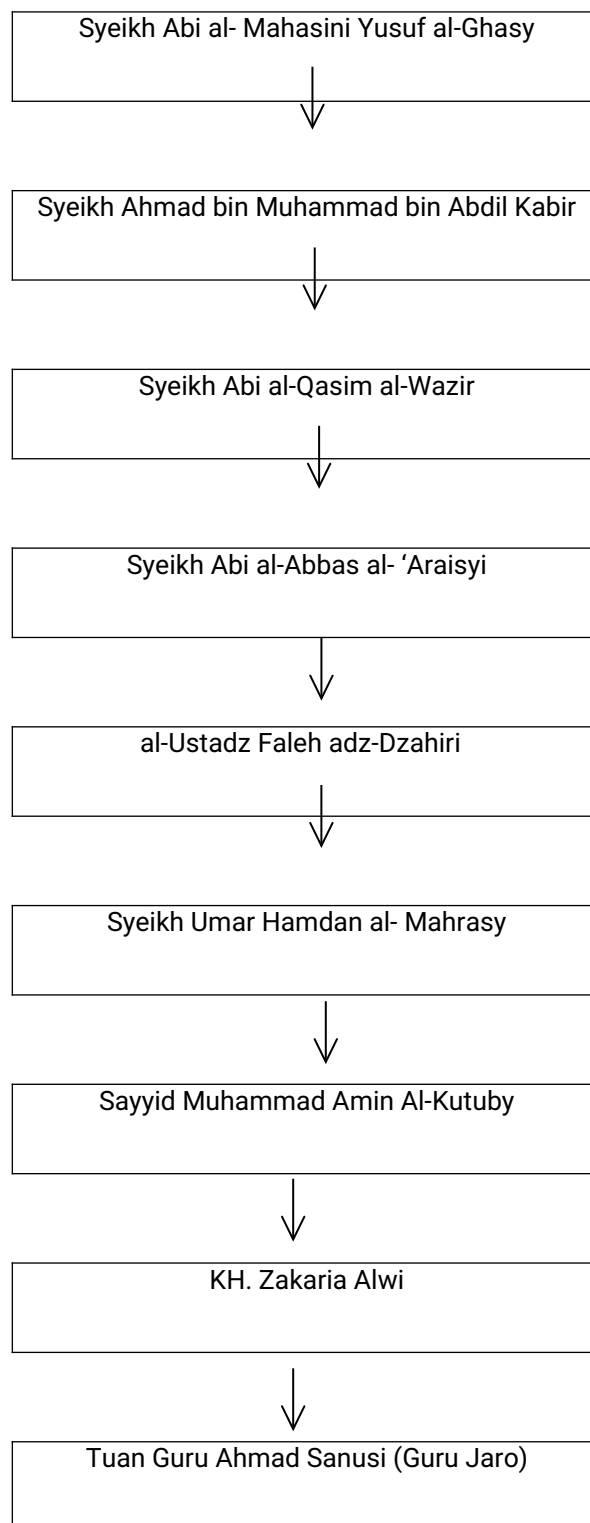 Syeikh Abi al- Mahasini Yusuf al-Ghasy
Syeikh Ahmad bin Muhammad bin Abdil Kabir
Syeikh Abi al-Qasim al-Wazir
Syeikh Abi al-Abbas al- ‘Araisyi
al-Ustadz Faleh adz-Dzahiri
Syeikh Umar Hamdan al- Mahrasy
Sayyid Muhammad Amin Al-Kutuby
KH. Zakaria Alwi
Tuan Guru Ahmad Sanusi (Guru Jaro)